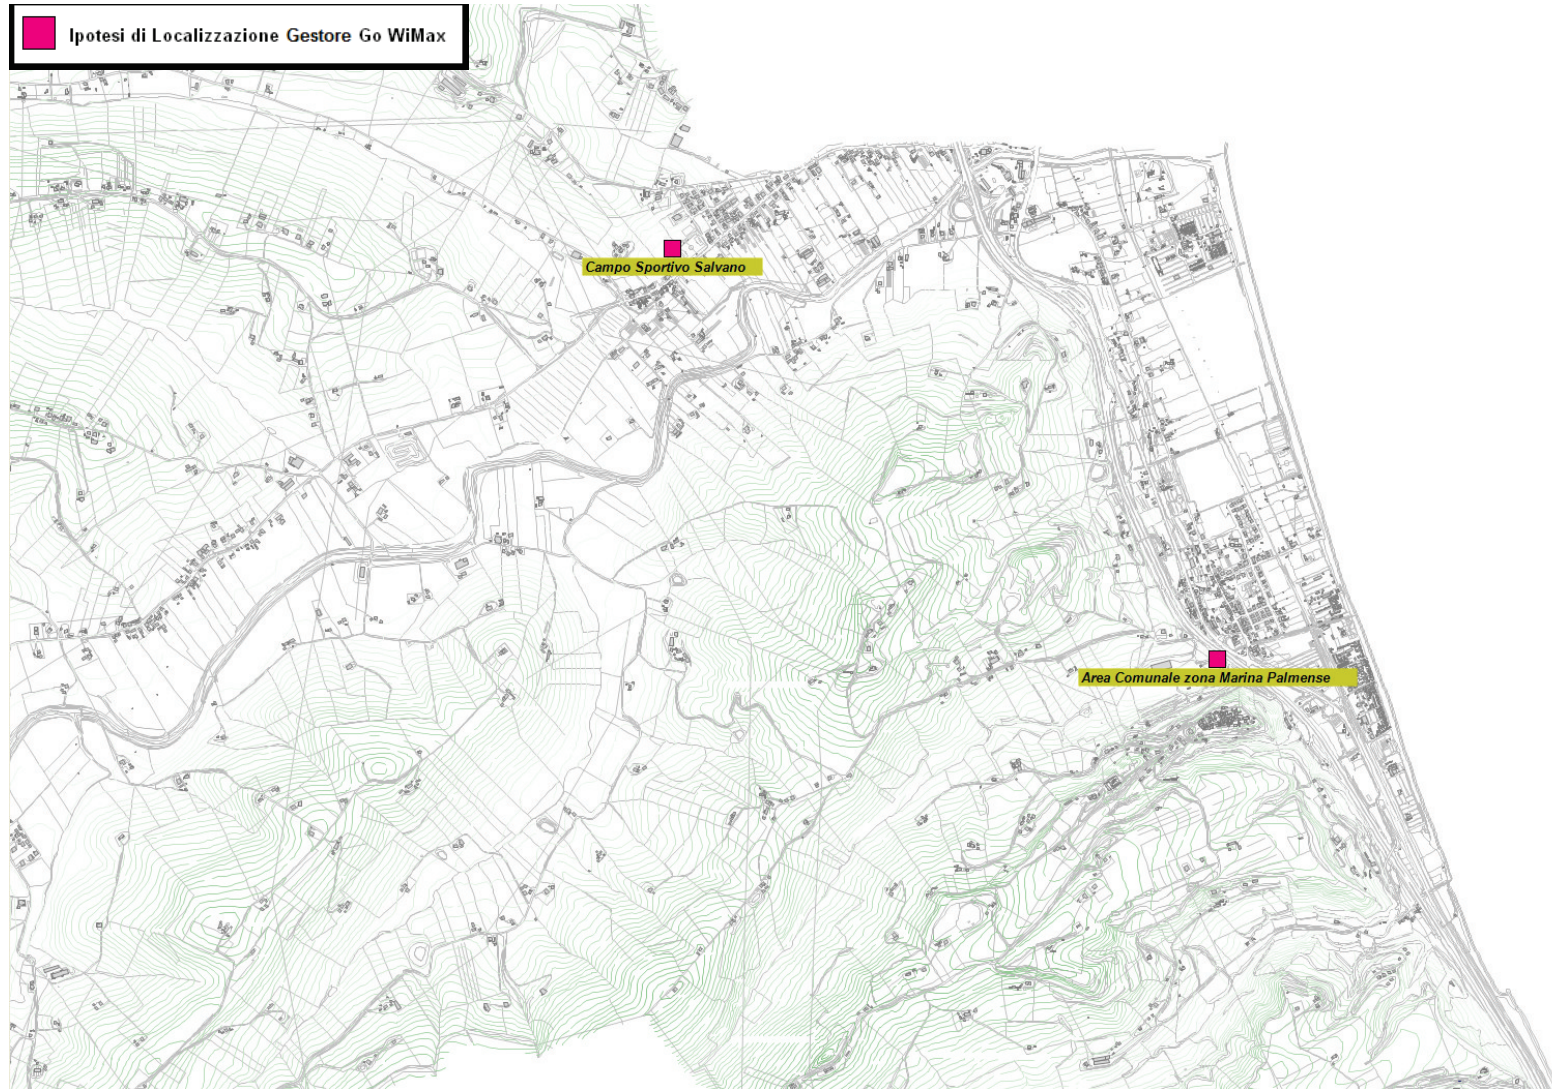 Ipotesi di Localizzazione Gestore Go WiMax
Campo Sportivo Salvano
Area Comunale zona Marina Palmense